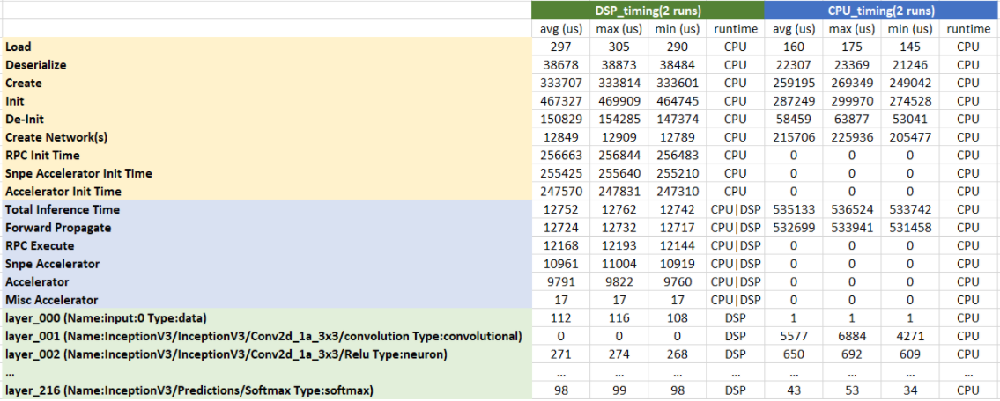 DSP_timing(2 runs) CPU_timing(2 runs)
avg (us) max (us) min (us) runtime avg (us) max (us) min (us) runtime
Load 297 305 290 CPU 160 175 145 CPU
Deserialize 38678 38873 38484 CPU 22307 23369 21246 CPU
Create 333707 333814 333601 CPU 259195 269349 249042 CPU
Init 467327 469909 464745 CPU 287249 299970 274528 CPU
De-Init 150829 154285 147374 CPU 58459 63877 53041 CPU
Create Network(s) 12849 12909 12789 CPU 215706 225936 205477 CPU
RPC Init Time 256663 256844 256483 CPU 0 0 0 CPU
Snpe Accelerator Init Time 255425 255640 255210 CPU 0 0 0 CPU
Accelerator Init Time 247570 247831 247310 CPU 0 0 0 CPU
Total Inference Time 12752 12762 12742 CPU|DSP 535133 536524 533742 CPU
Forward Propagate 12724 12732 12717 CPU|DSP 532699 533941 531458 CPU
RPC Execute 12168 12193 12144 CPU|DSP 0 0 0 CPU
Snpe Accelerator 10961 11004 10919 CPU|DSP 0 0 0 CPU
Accelerator 9791 9822 9760 CPU|DSP 0 0 0 CPU
Misc Accelerator 17 17 17 CPU|DSP 0 0 0 CPU
layer_000 (Name:input:0 Type:data) 112 116 108 DSP 1 1 1 CPU
layer_001 (Name:InceptionV3/InceptionV3/Conv2d_1a_3x3/convolution Type:convolutional) 0 0 0 DSP 5577 6884 4271 CPU
layer_002 (Name:InceptionV3/InceptionV3/Conv2d_1a_3x3/Relu Type:neuron) 271 274 268 DSP 650 692 609 CPU
... ... ... ... ... ... ... ... ...
layer_216 (Name:InceptionV3/Predictions/Softmax Type:softmax) 98 99 98 DSP 43 53 34 CPU